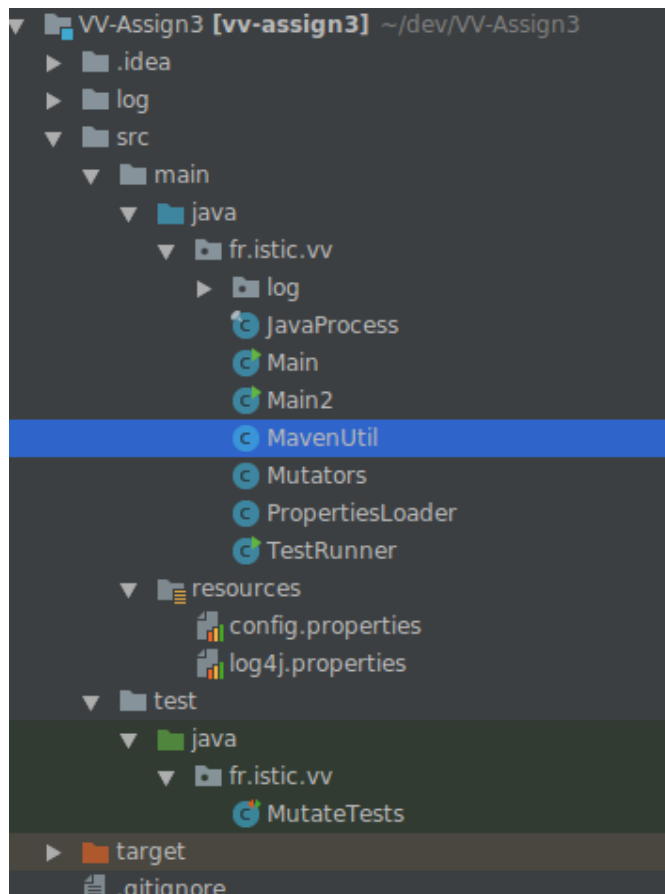 VV-Assign3 [vv-assign3] ~/dev/VV-Assign3
.idea
log
src
main
java
fr.istic.vv
log
JavaProcess
Main
Main2
MavenUtil
Mutators
PropertiesLoader
TestRunner
resources
config.properties
log4j.properties
test
java
fr.istic.vv
MutateTests
target
.gitignore